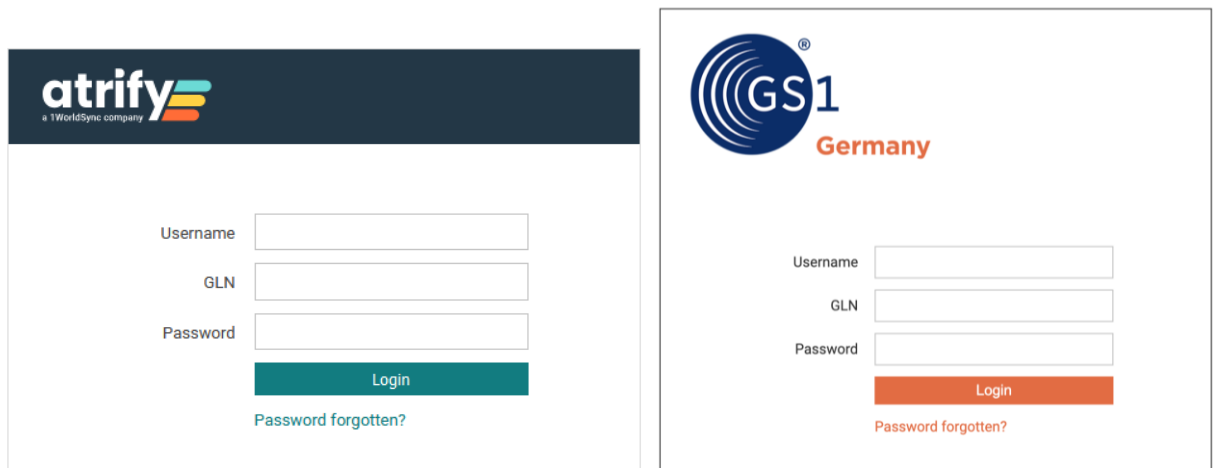 atrify
a 1WorldSync company
Username
GLN
Password
Login
Password forgotten?
GS1
®
Germany
Username
GLN
Password
Login
Password forgotten?